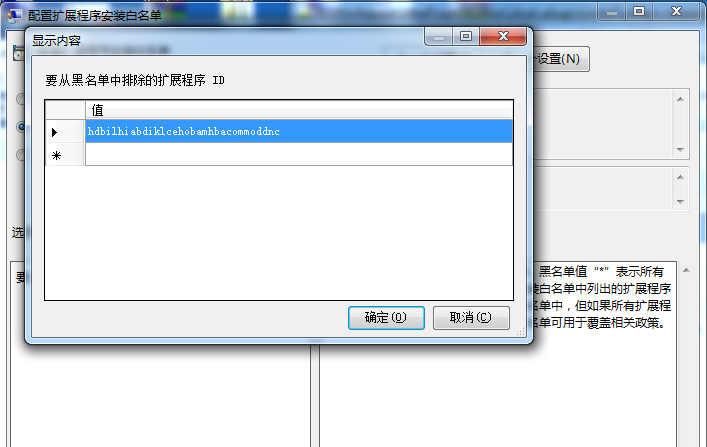 配置扩展程序安装白名单
显示内容
要从黑名单中排除的扩展程序 ID
值
hdbilhiabdiklcehobamhbacommoddnc
确定(O)
取消(C)
设置(N)
选
要
黑名单值“*”表示所有
装白名单中列出的扩展程序
名单中，但如果所有扩展程
名单可用于覆盖相关政策。